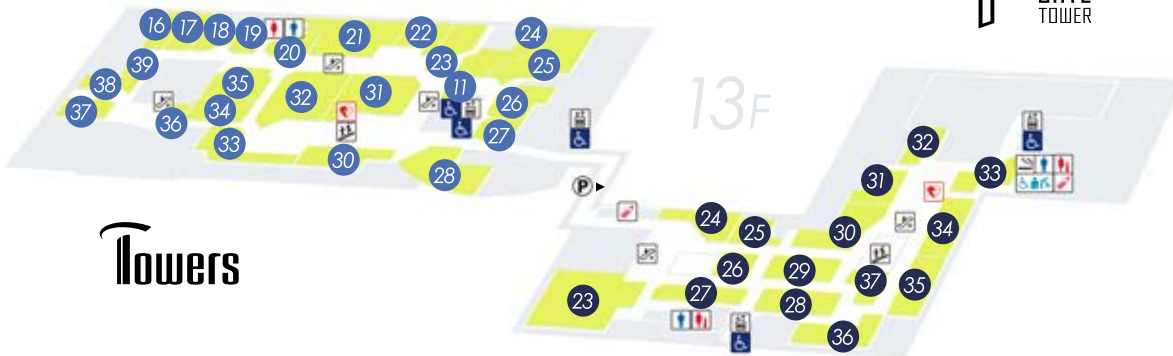 TOWER
16 17 18 19 20 21 22 24
39 35 23 25
38 32 31 11 26
37 36 34 27
33 30 28
13F
P
Towers
32
31 33
24 25 30 34
26 29 37 35
23 27 28
36